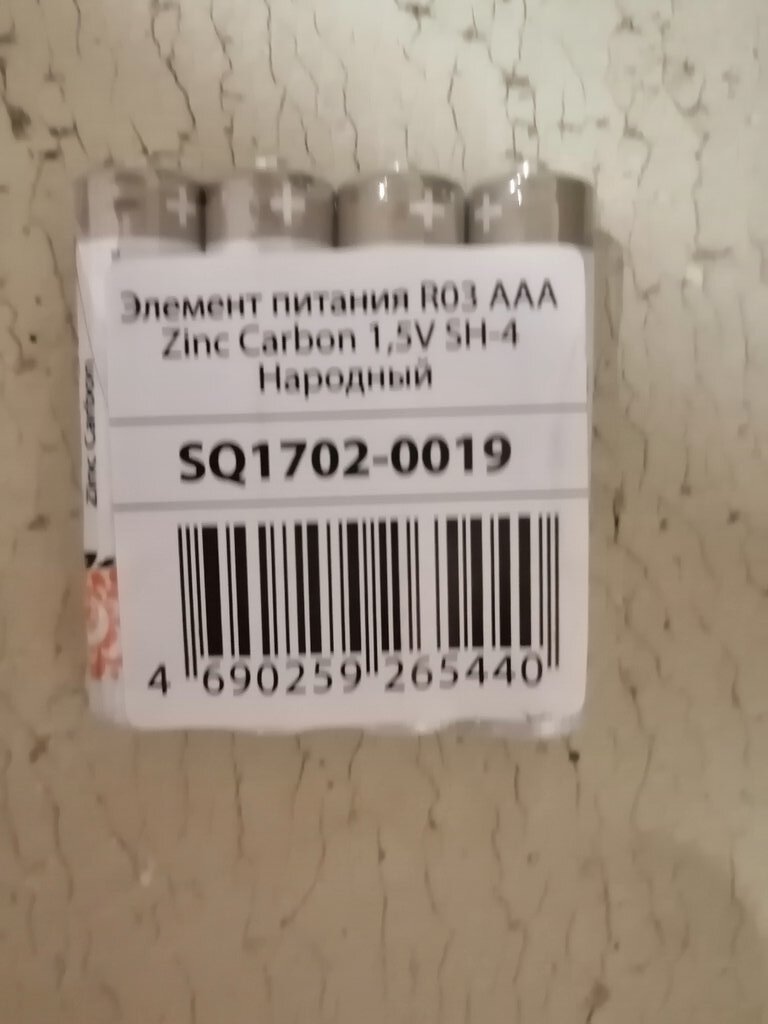 Элемент питания R03 AAA
Zinc Carbon 1,5V SH-4
Народный
SQ1702-0019
4 690259 265440
Zinc Carbon